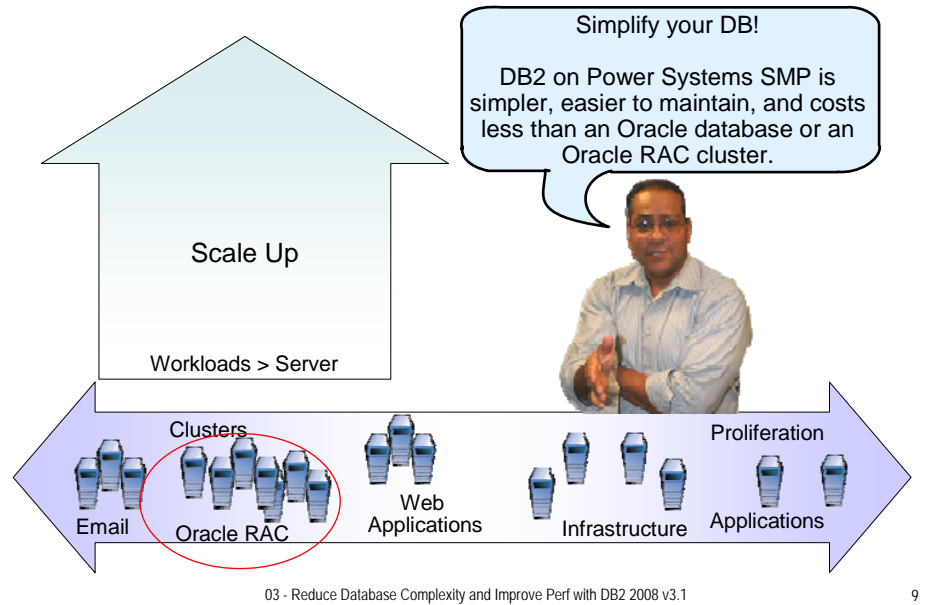 Simplify your DB!
DB2 on Power Systems SMP is
simpler, easier to maintain, and costs
less than an Oracle database or an
Oracle RAC cluster.
Scale Up
Workloads > Server
Clusters
Proliferation
Email
Oracle RAC
Web
Applications
Infrastructure
Applications
03 - Reduce Database Complexity and Improve Perf with DB2 2008 v3.1
9